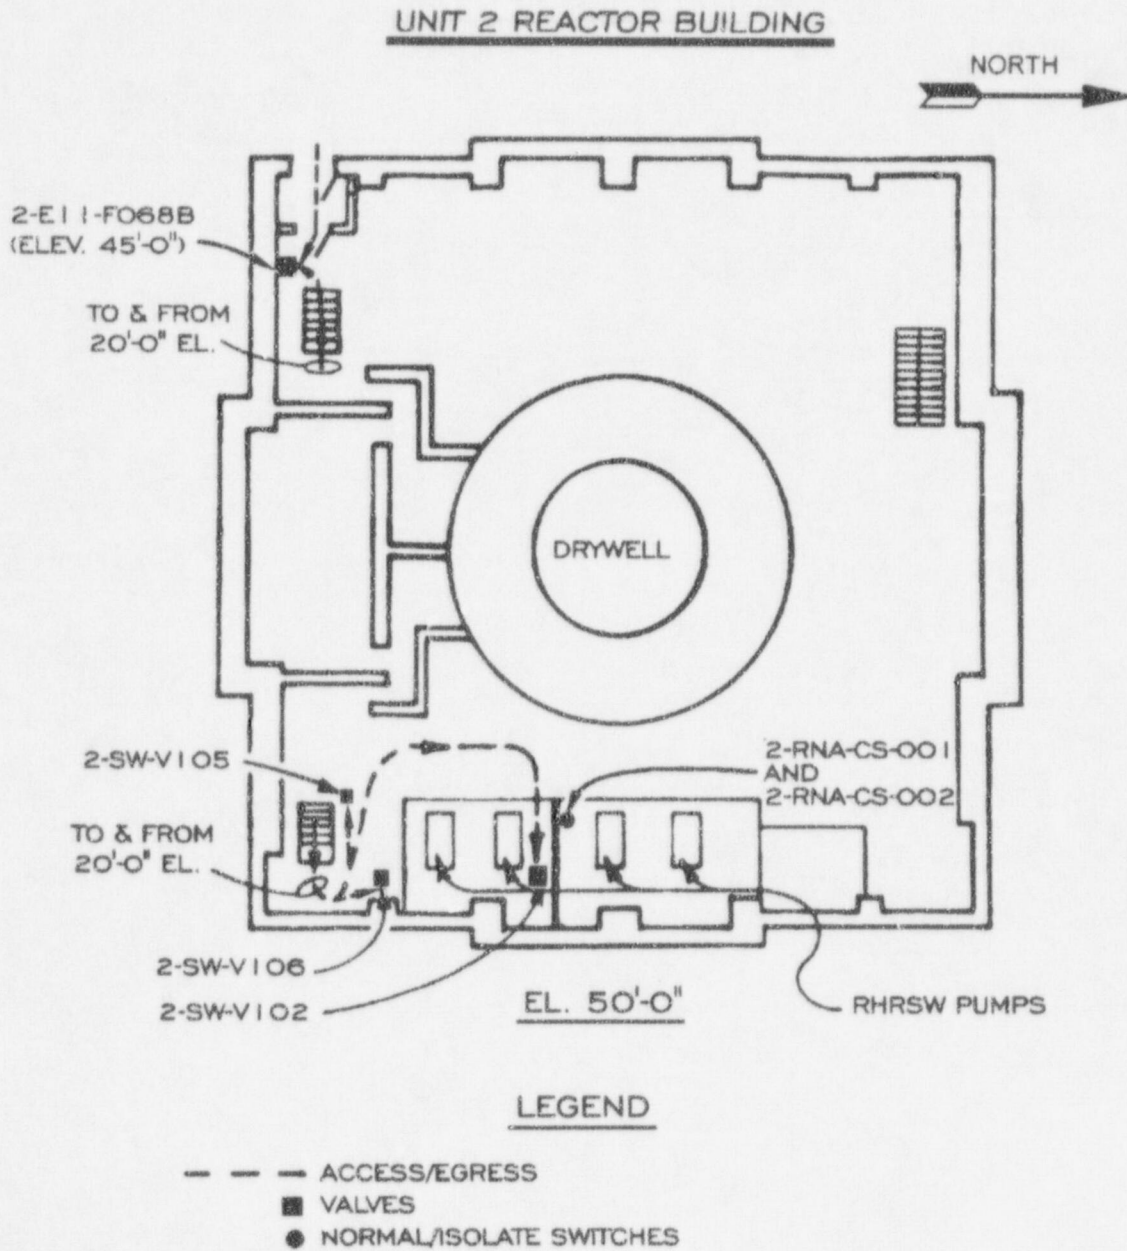 UNIT 2 REACTOR BUILDING
NORTH
2-E11-F068B
(ELEV. 45'-0")
TO & FROM
20'-0" EL.
DRYWELL
2-SW-V105
2-RNA-CS-001
AND
2-RNA-CS-002
TO & FROM
20'-0" EL.
2-SW-V106
2-SW-V102
EL. 50'-0"
RHRSW PUMPS
LEGEND
ACCESS/EGRESS
VALVES
NORMAL/ISOLATE SWITCHES